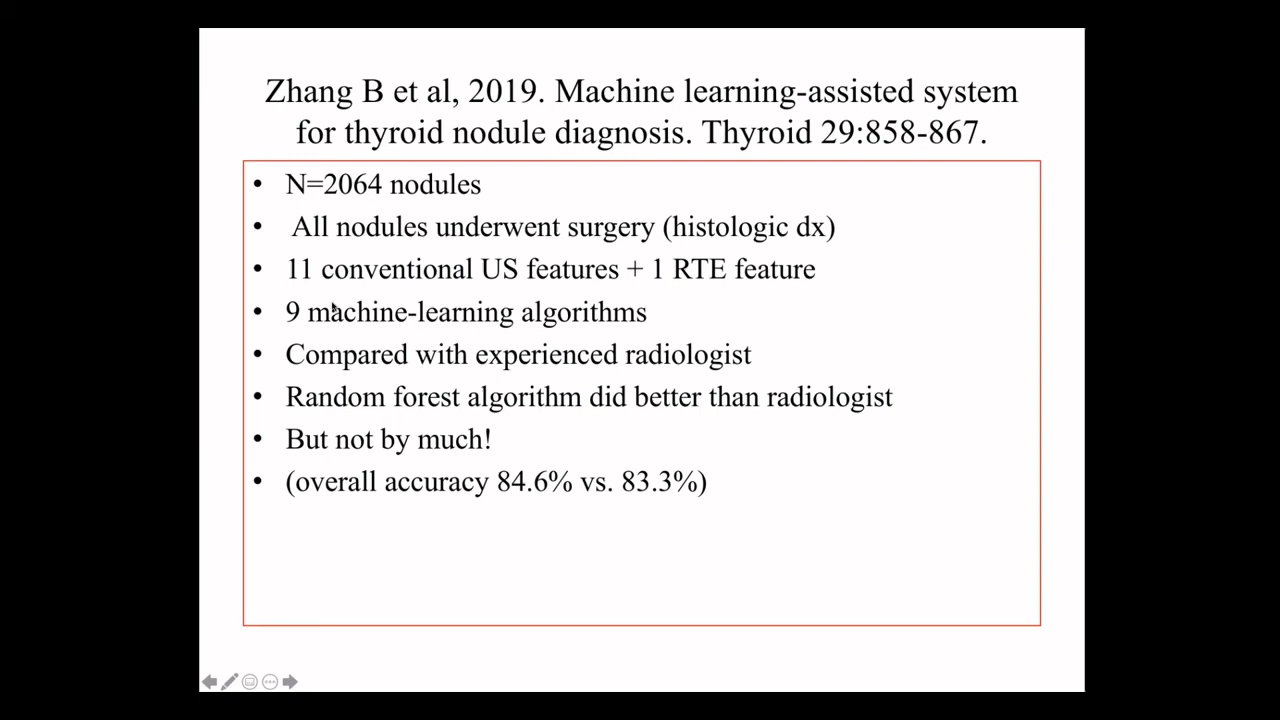 Zhang B et al, 2019. Machine learning-assisted system
for thyroid nodule diagnosis. Thyroid 29:858-867.
• N=2064 nodules
• All nodules underwent surgery (histologic dx)
• 11 conventional US features + 1 RTE feature
• 9 machine-learning algorithms
• Compared with experienced radiologist
• Random forest algorithm did better than radiologist
• But not by much!
• (overall accuracy 84.6% vs. 83.3%)